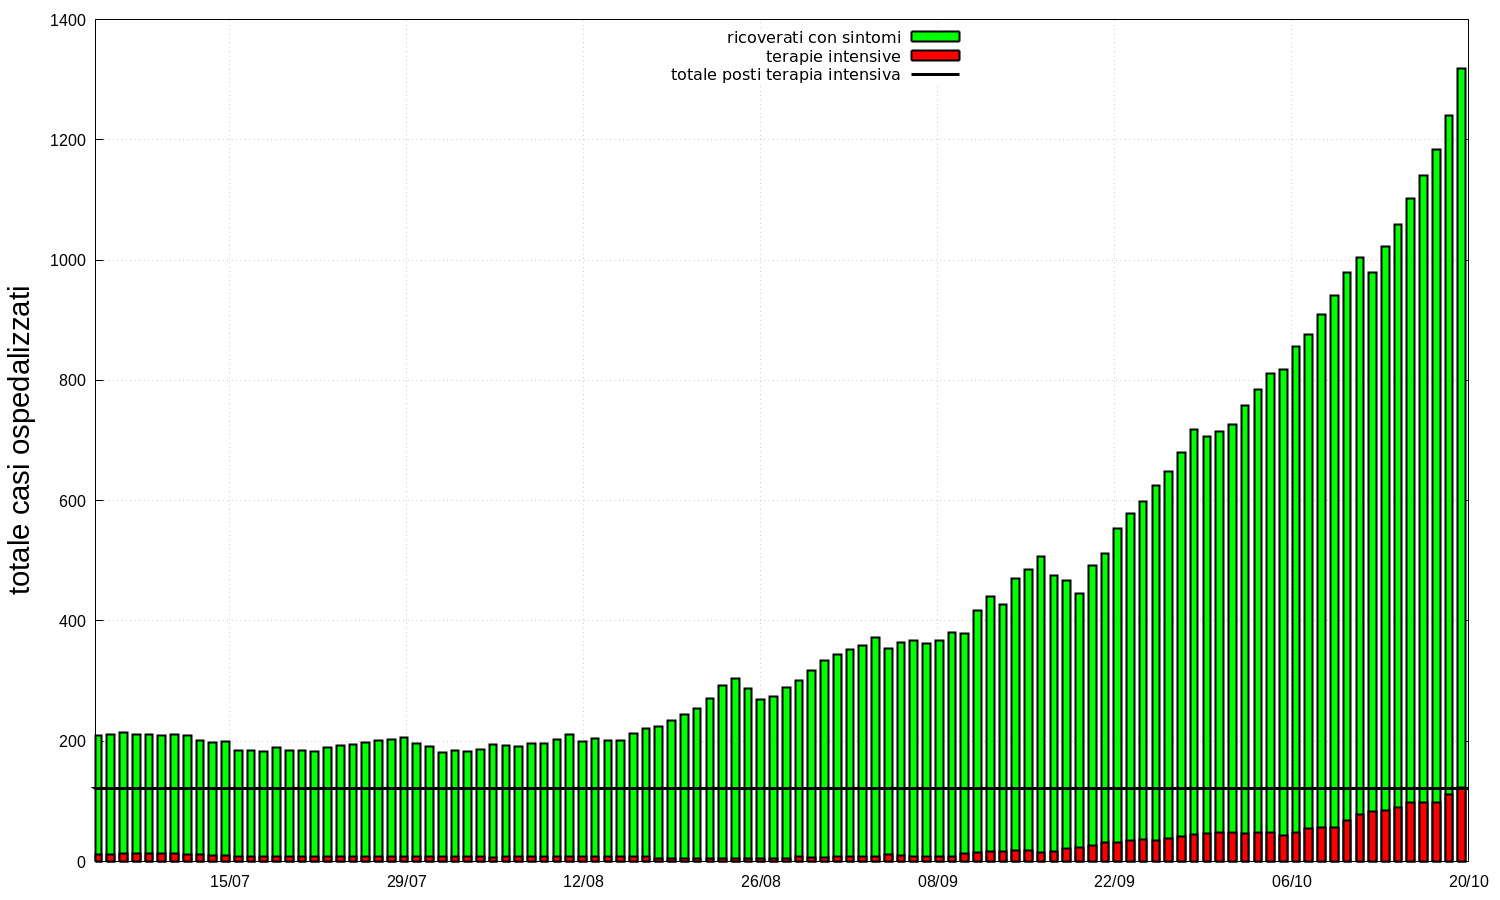 1400
1200
1000
800
600
400
200
0
totale casi ospedalizzati
ricoverati con sintomi
terapie intensive
totale posti terapia intensiva
15/07 29/07 12/08 26/08 08/09 22/09 06/10 20/10